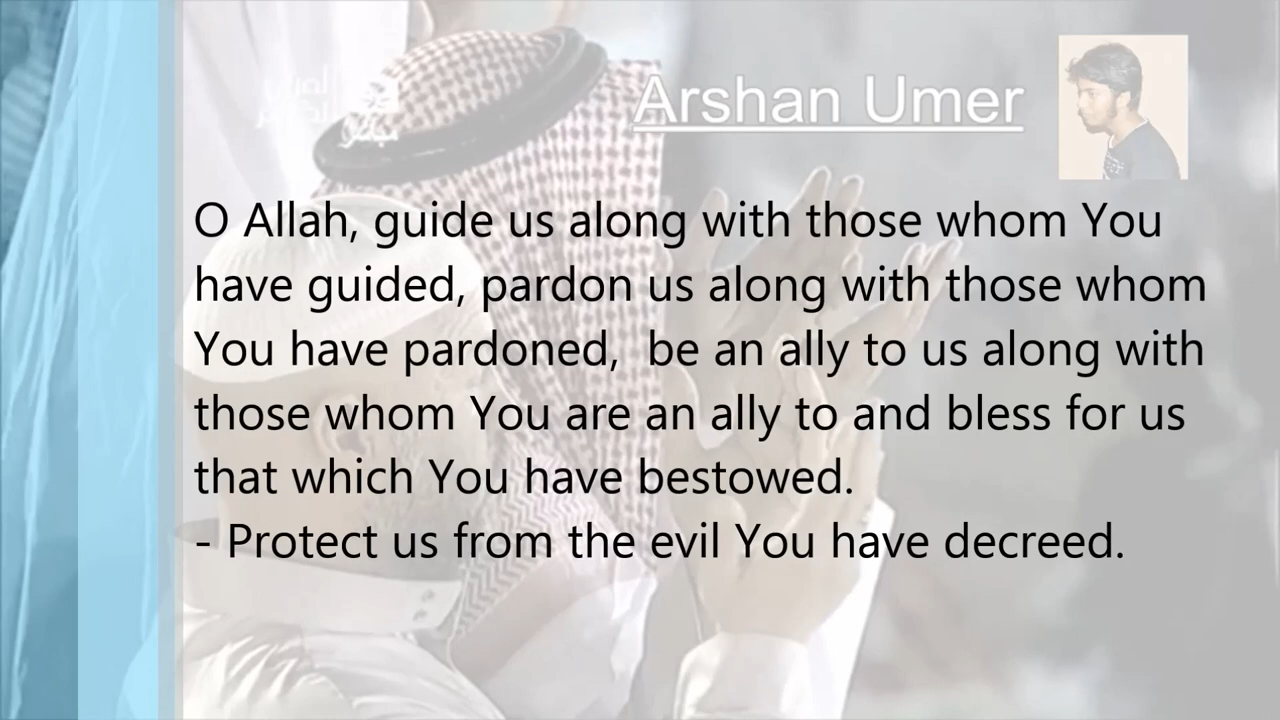 Arshan Umer
O Allah, guide us along with those whom You
have guided, pardon us along with those whom
You have pardoned,  be an ally to us along with
those whom You are an ally to and bless for us
that which You have bestowed.
- Protect us from the evil You have decreed.